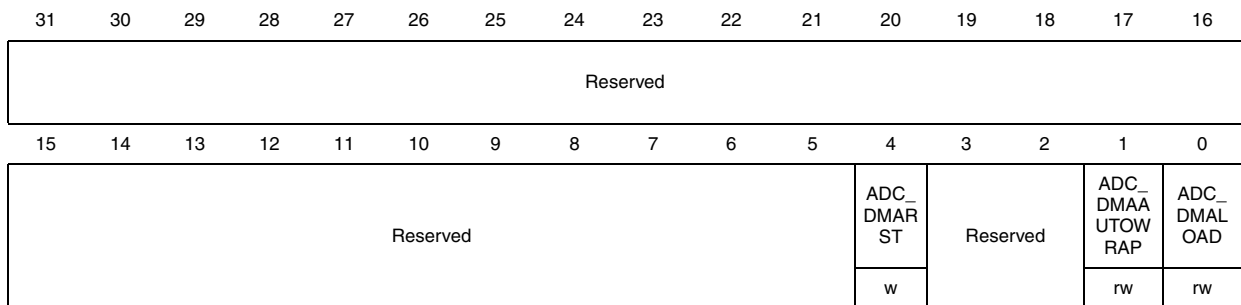 31 30 29 28 27 26 25 24 23 22 21 20 19 18 17 16
Reserved
15 14 13 12 11 10 9 8 7 6 5 4 3 2 1 0
Reserved
ADC_
DMAR
ST
Reserved
ADC_
DMAA
UTOW
RAP
ADC_
DMAL
OAD
w rw rw